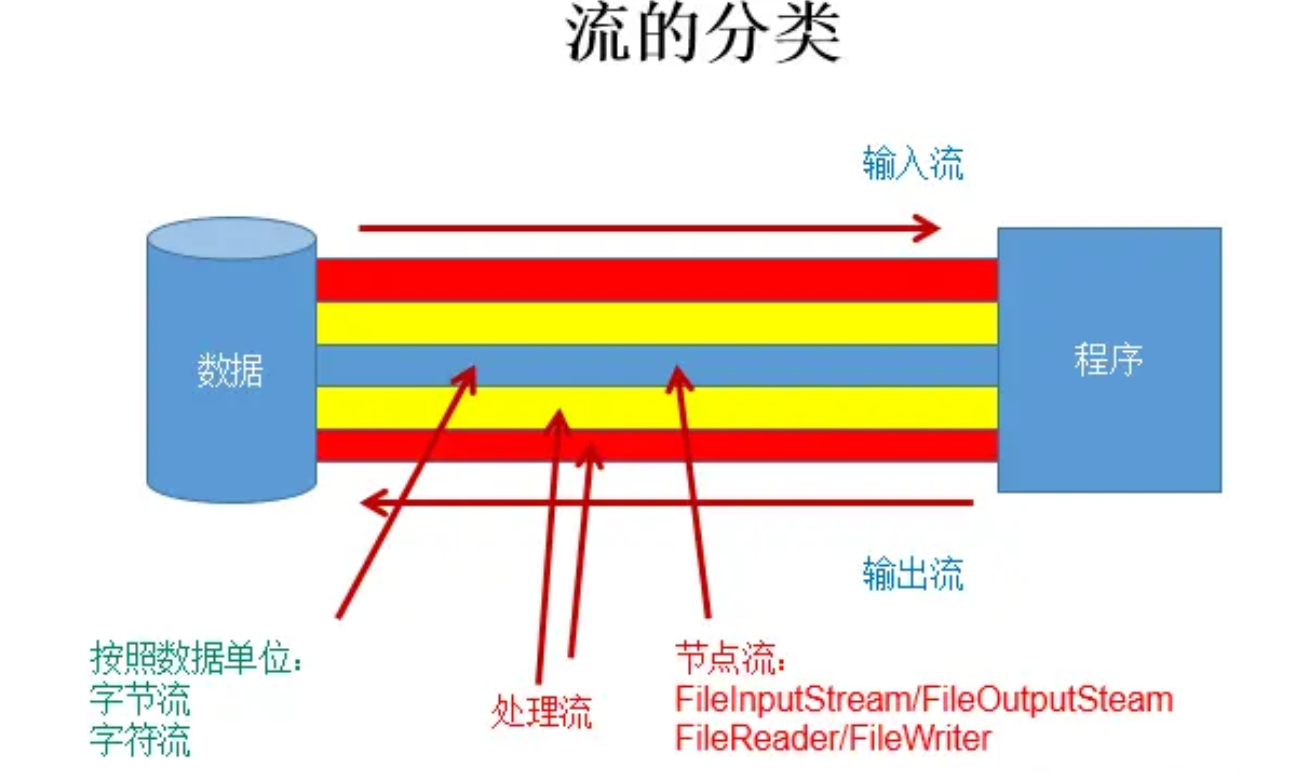 流的分类
输入流
数据
程序
输出流
按照数据单位：
字节流
字符流
处理流
节点流：
FileInputStream/FileOutputSteam
FileReader/FileWriter